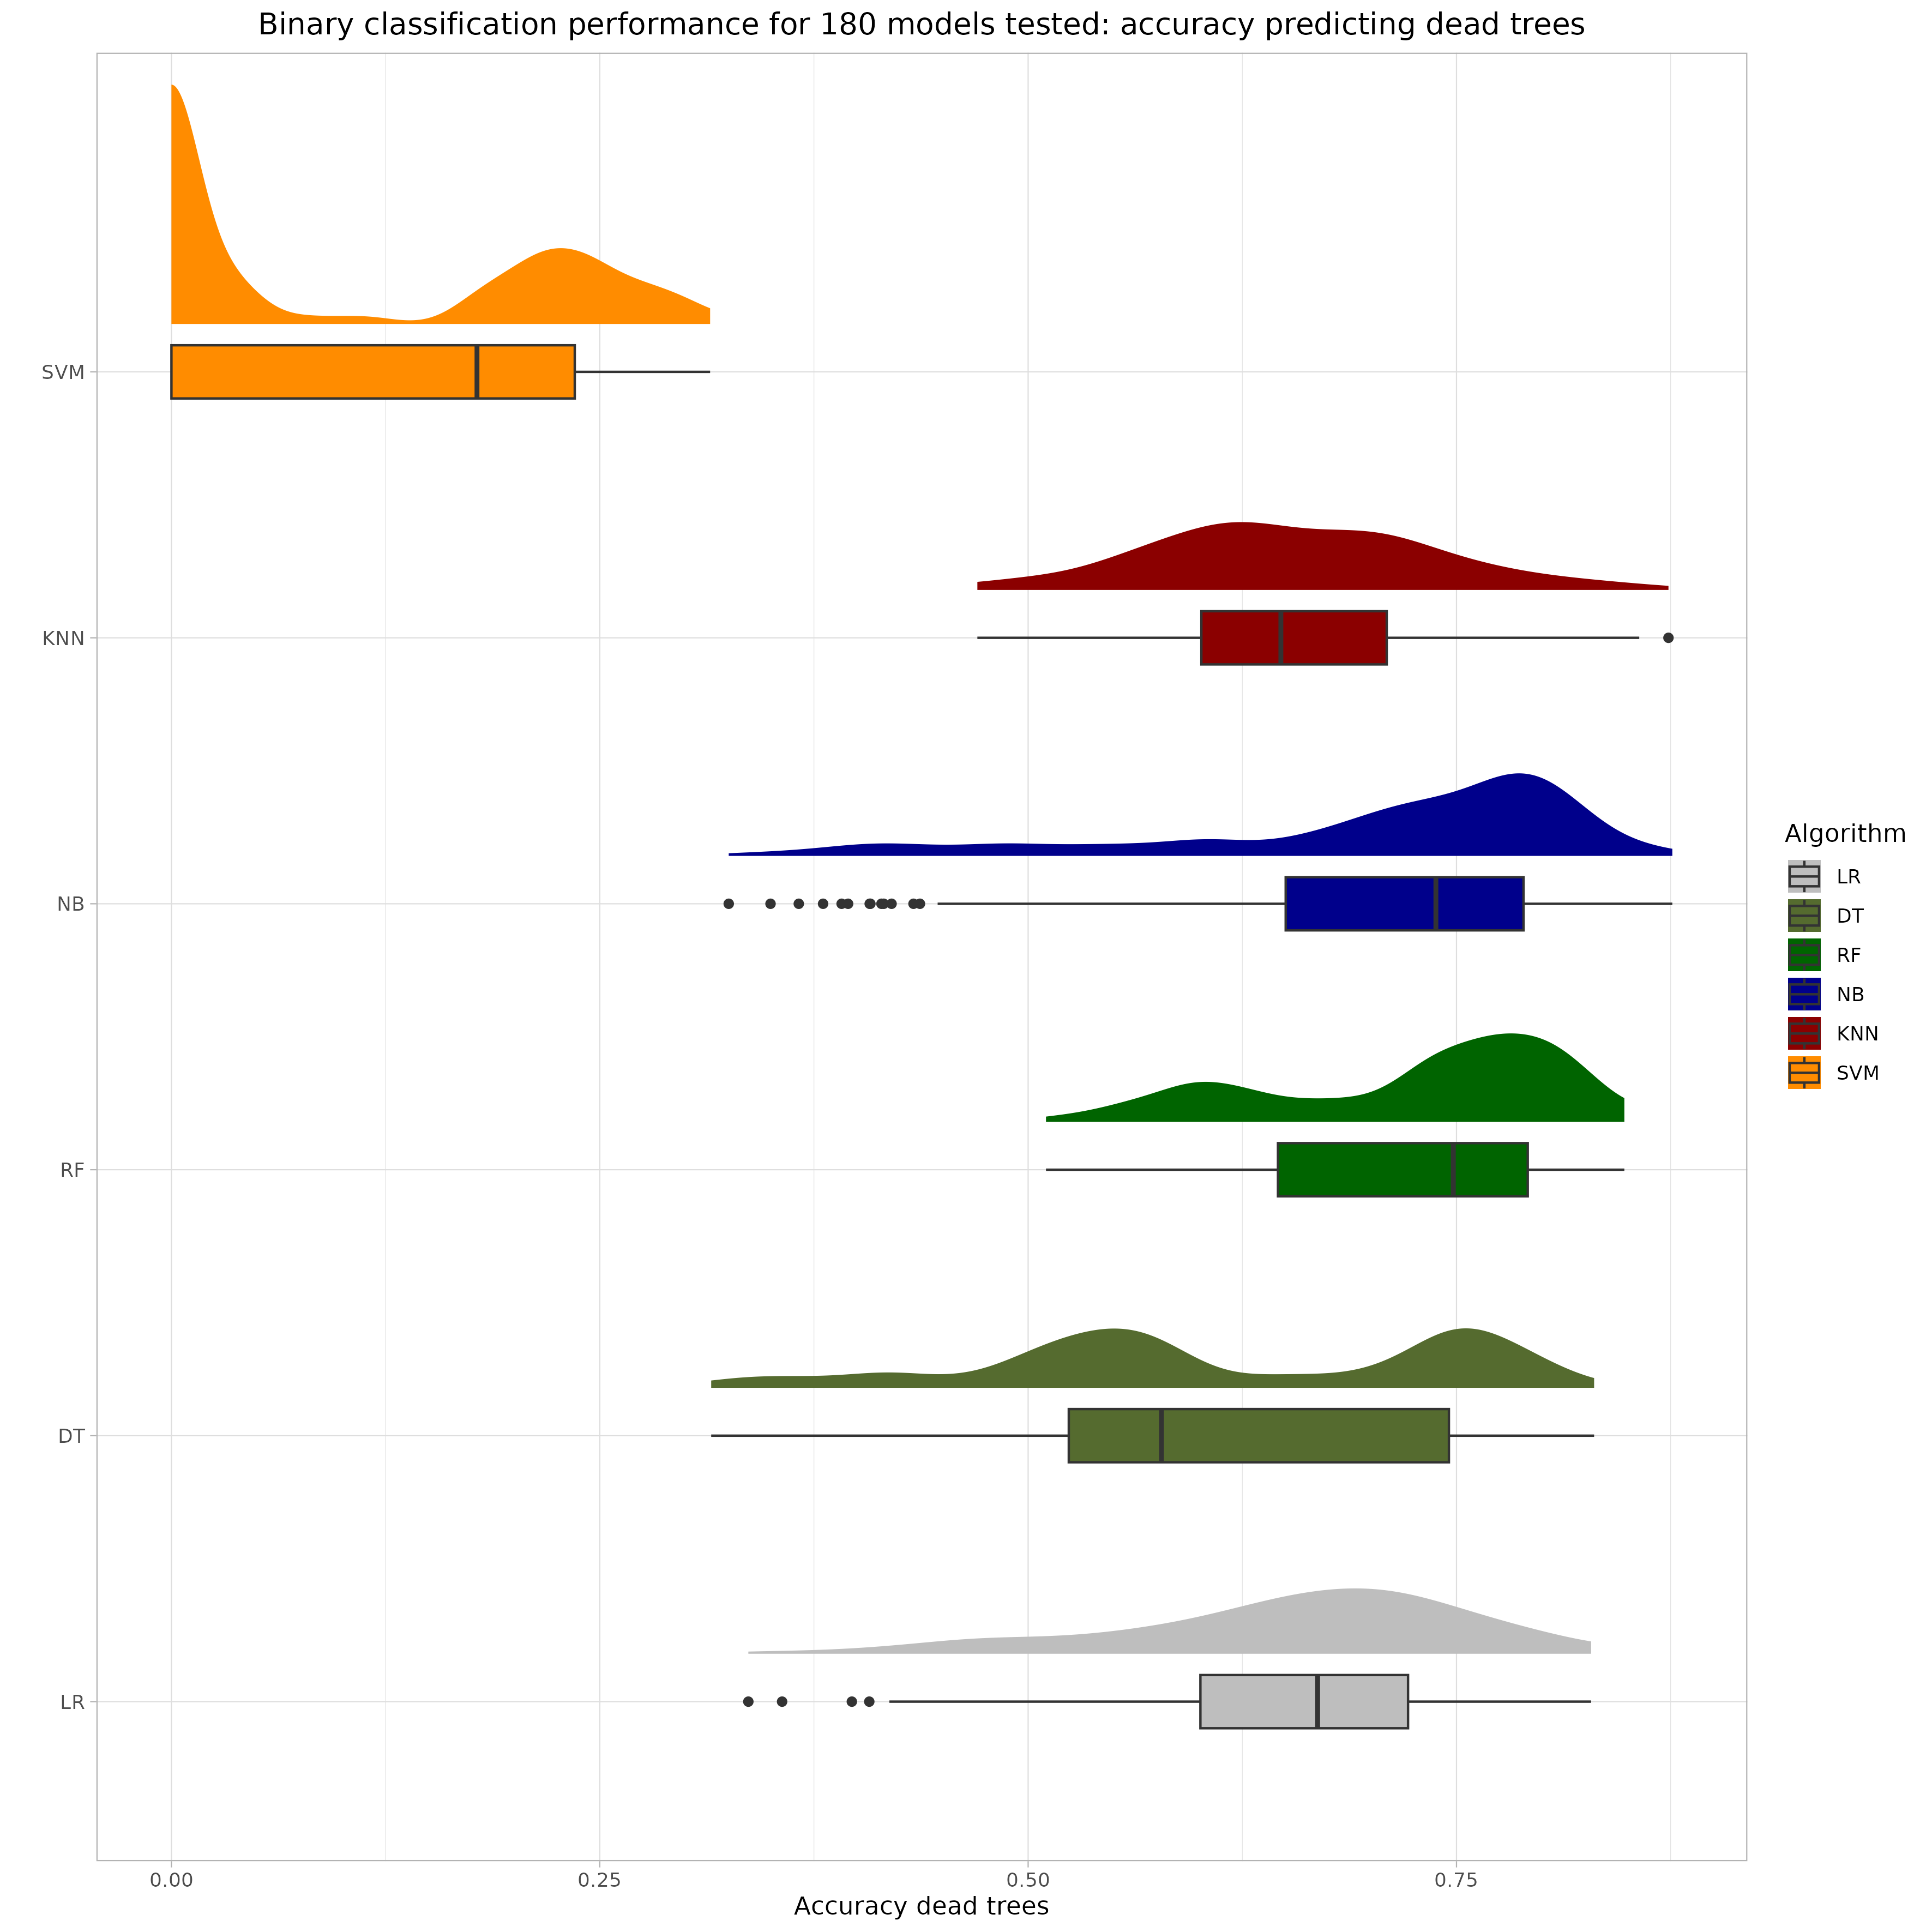 Binary classification performance for 180 models tested: accuracy predicting dead trees
SVM
KNN
NB
RF
DT
LR
0.00
0.25
0.50
0.75
Accuracy dead trees
Algorithm
LR
DT
RF
NB
KNN
SVM